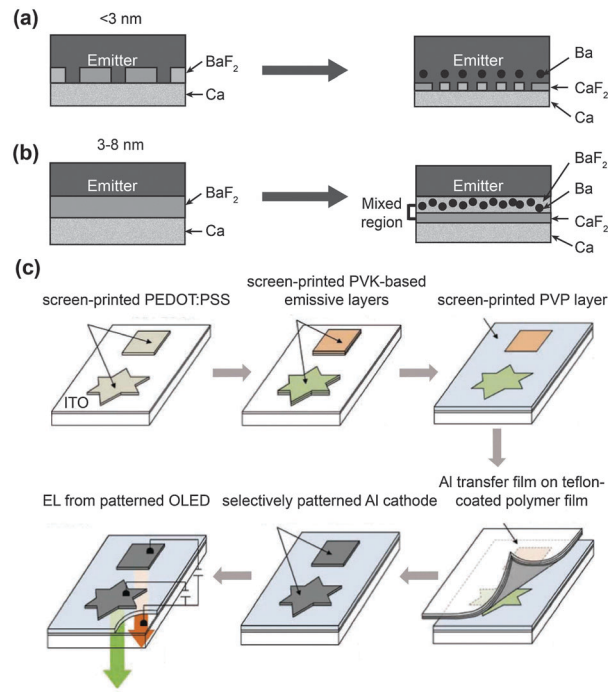 (a)
<3 nm
Emitter
BaF2
Ca
Emitter
Ba
CaF2
Ca
(b)
3-8 nm
Emitter
BaF2
Ca
Emitter
Mixed
region
BaF2
Ba
CaF2
Ca
(c)
screen-printed PEDOT:PSS
ITO
screen-printed PVK-based
emissive layers
screen-printed PVP layer
Al transfer film on teflon-
coated polymer film
selectively patterned Al cathode
EL from patterned OLED